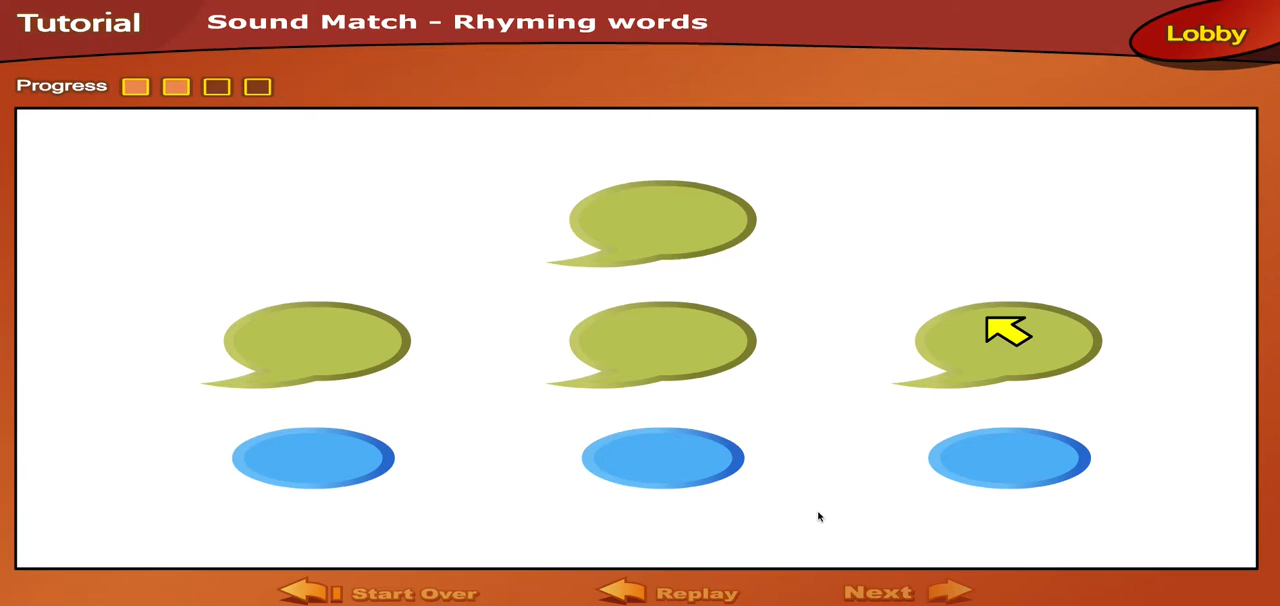 Tutorial
Sound Match – Rhyming words
Lobby
Progress
Start Over
Replay
Next